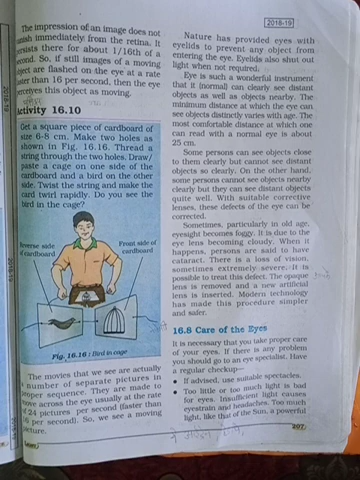 2018-19
The impression of an image does not
vanish immediately from the retina. It
persists there for about 1/16th of a
second. So, if still images of a moving
object are flashed on the eye at a rate
faster than 16 per second, then the eye
perceives this object as moving.
Activity 16.10
Get a square piece of cardboard of
size 6-8 cm. Make two holes as
shown in Fig. 16.16. Thread a
string through the two holes. Draw/
paste a cage on one side of the
cardboard and a bird on the other
side. Twist the string and make the
card twirl rapidly. Do you see the
bird in the cage?
Reverse side
of cardboard
Front side of
cardboard
Fig. 16.16 : Bird in cage
The movies that we see are actually
a number of separate pictures in
proper sequence. They are made to
move across the eye usually at the rate
of 24 pictures per second (faster than
16 per second). So, we see a moving
picture.
Nature has provided eyes with
eyelids to prevent any object from
entering the eye. Eyelids also shut out
light when not required.
Eye is such a wonderful instrument
that it (normal) can clearly see distant
objects as well as objects nearby. The
minimum distance at which the eye can
see objects distinctly varies with age. The
most comfortable distance at which one
can read with a normal eye is about
25 cm.
Some persons can see objects close
to them clearly but cannot see distant
objects so clearly. On the other hand,
some persons cannot see objects nearby
clearly but they can see distant objects
quite well. With suitable corrective
lenses, these defects of the eye can be
corrected.
Sometimes, particularly in old age,
eyesight becomes foggy. It is due to the
eye lens becoming cloudy. When it
happens, persons are said to have
cataract. There is a loss of vision,
sometimes extremely severe. It is
possible to treat this defect. The opaque
lens is removed and a new artificial
lens is inserted. Modern technology
has made this procedure simpler
and safer.
16.8 Care of the Eyes
It is necessary that you take proper care
of your eyes. If there is any problem
you should go to an eye specialist. Have
a regular checkup—
• If advised, use suitable spectacles.
• Too little or too much light is bad
for eyes. Insufficient light causes
eyestrain and headaches. Too much
light, like that of the Sun, a powerful
207